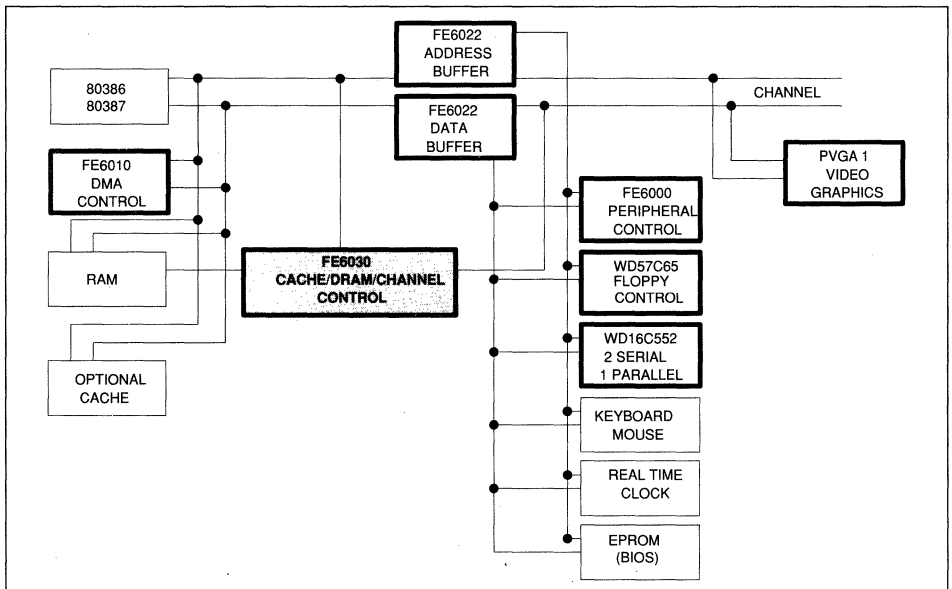 FE6022
ADDRESS
BUFFER
80386
80387
CHANNEL
FE6022
DATA
BUFFER
FE6010
DMA
CONTROL
PVGA 1
VIDEO
GRAPHICS
FE6000
PERIPHERAL
CONTROL
RAM
FE6030
CACHE/DRAM/CHANNEL
CONTROL
WD57C65
FLOPPY
CONTROL
WD16C552
2 SERIAL
1 PARALLEL
OPTIONAL
CACHE
KEYBOARD
MOUSE
REAL TIME
CLOCK
EPROM
(BIOS)